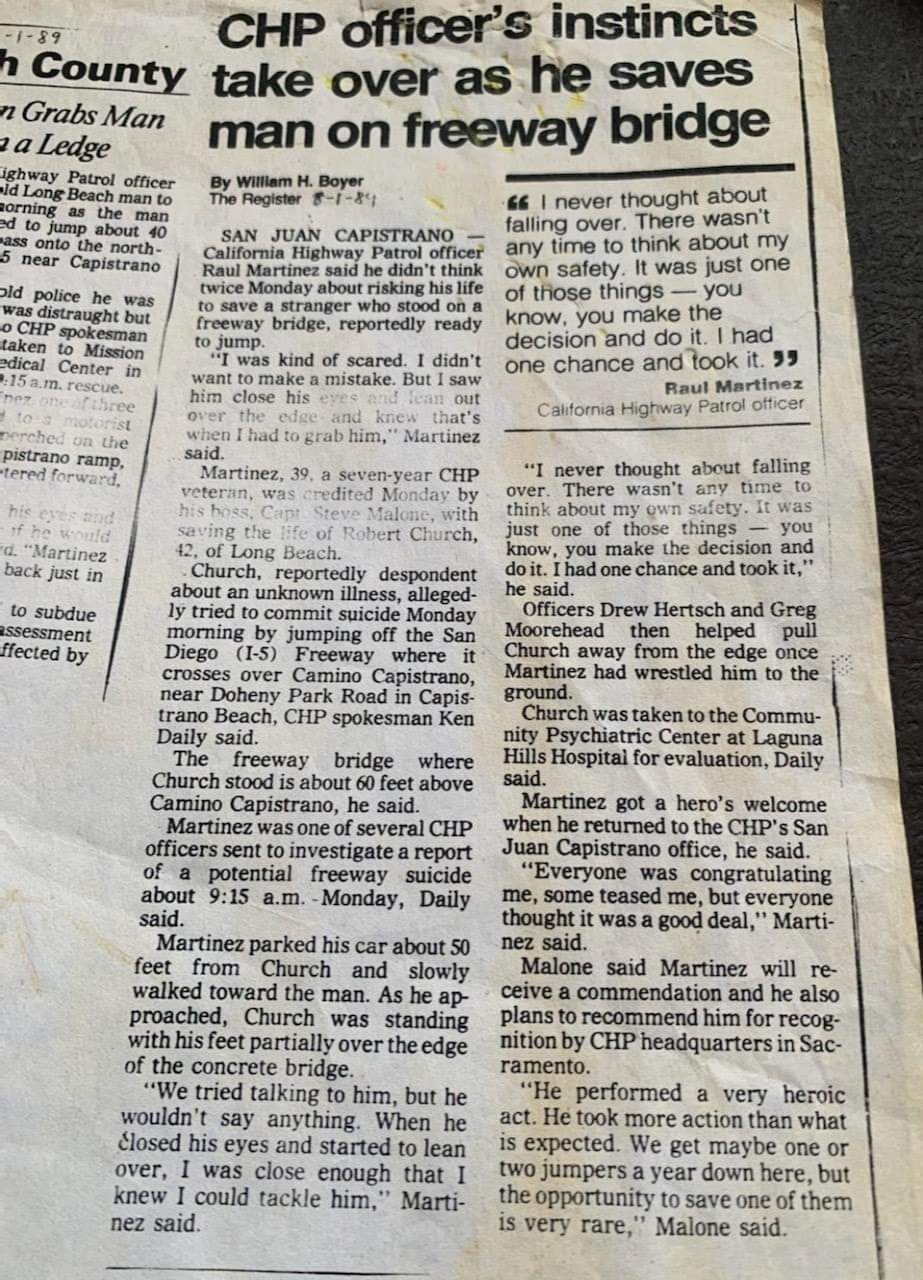 -1-89
h County
n Grabs Man
a Ledge
ighway Patrol officer
ld Long Beach man to
orning as the man
ed to jump about 40
pass onto the north-
5 near Capistrano
old police he was
was distraught but
o CHP spokesman
taken to Mission
edical Center in
9:15 a.m. rescue.
nez one of three
d to a motorist
perched on the
pistrano ramp,
tered forward,
his eyes and
if he would
d. "Martinez
back just in
to subdue
assessment
ffected by
CHP officer's instincts
take over as he saves
man on freeway bridge
By William H. Boyer
The Register 8-1-89
SAN JUAN CAPISTRANO —
California Highway Patrol officer
Raul Martinez said he didn't think
twice Monday about risking his life
to save a stranger who stood on a
freeway bridge, reportedly ready
to jump.
"I was kind of scared. I didn't
want to make a mistake. But I saw
him close his eyes and lean out
over the edge and knew that's
when I had to grab him," Martinez
said.
Martinez, 39, a seven-year CHP
veteran, was credited Monday by
his boss, Capt. Steve Malone, with
saving the life of Robert Church,
42, of Long Beach.
Church, reportedly despondent
about an unknown illness, alleged-
ly tried to commit suicide Monday
morning by jumping off the San
Diego (I-5) Freeway where it
crosses over Camino Capistrano,
near Doheny Park Road in Capis-
trano Beach, CHP spokesman Ken
Daily said.
The freeway bridge where
Church stood is about 60 feet above
Camino Capistrano, he said.
Martinez was one of several CHP
officers sent to investigate a report
of a potential freeway suicide
about 9:15 a.m. Monday, Daily
said.
Martinez parked his car about 50
feet from Church and slowly
walked toward the man. As he ap-
proached, Church was standing
with his feet partially over the edge
of the concrete bridge.
"We tried talking to him, but he
wouldn't say anything. When he
closed his eyes and started to lean
over, I was close enough that I
knew I could tackle him," Marti-
nez said.
“ I never thought about
falling over. There wasn't
any time to think about my
own safety. It was just one
of those things — you
know, you make the
decision and do it. I had
one chance and took it. ”
Raul Martinez
California Highway Patrol officer
"I never thought about falling
over. There wasn't any time to
think about my own safety. It was
just one of those things — you
know, you make the decision and
do it. I had one chance and took it,"
he said.
Officers Drew Hertsch and Greg
Moorehead then helped pull
Church away from the edge once
Martinez had wrestled him to the
ground.
Church was taken to the Commu-
nity Psychiatric Center at Laguna
Hills Hospital for evaluation, Daily
said.
Martinez got a hero's welcome
when he returned to the CHP's San
Juan Capistrano office, he said.
"Everyone was congratulating
me, some teased me, but everyone
thought it was a good deal," Marti-
nez said.
Malone said Martinez will re-
ceive a commendation and he also
plans to recommend him for recog-
nition by CHP headquarters in Sac-
ramento.
"He performed a very heroic
act. He took more action than what
is expected. We get maybe one or
two jumpers a year down here, but
the opportunity to save one of them
is very rare," Malone said.